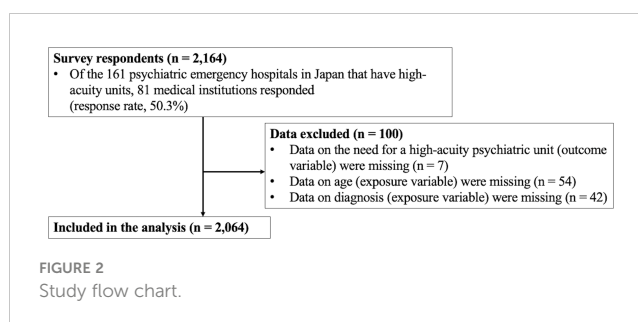 Survey respondents (n = 2,164)
• Of the 161 psychiatric emergency hospitals in Japan that have high-
acuity units, 81 medical institutions responded
(response rate, 50.3%)
Data excluded (n = 100)
• Data on the need for a high-acuity psychiatric unit (outcome
variable) were missing (n = 7)
• Data on age (exposure variable) were missing (n = 54)
• Data on diagnosis (exposure variable) were missing (n = 42)
Included in the analysis (n = 2,064)
FIGURE 2
Study flow chart.